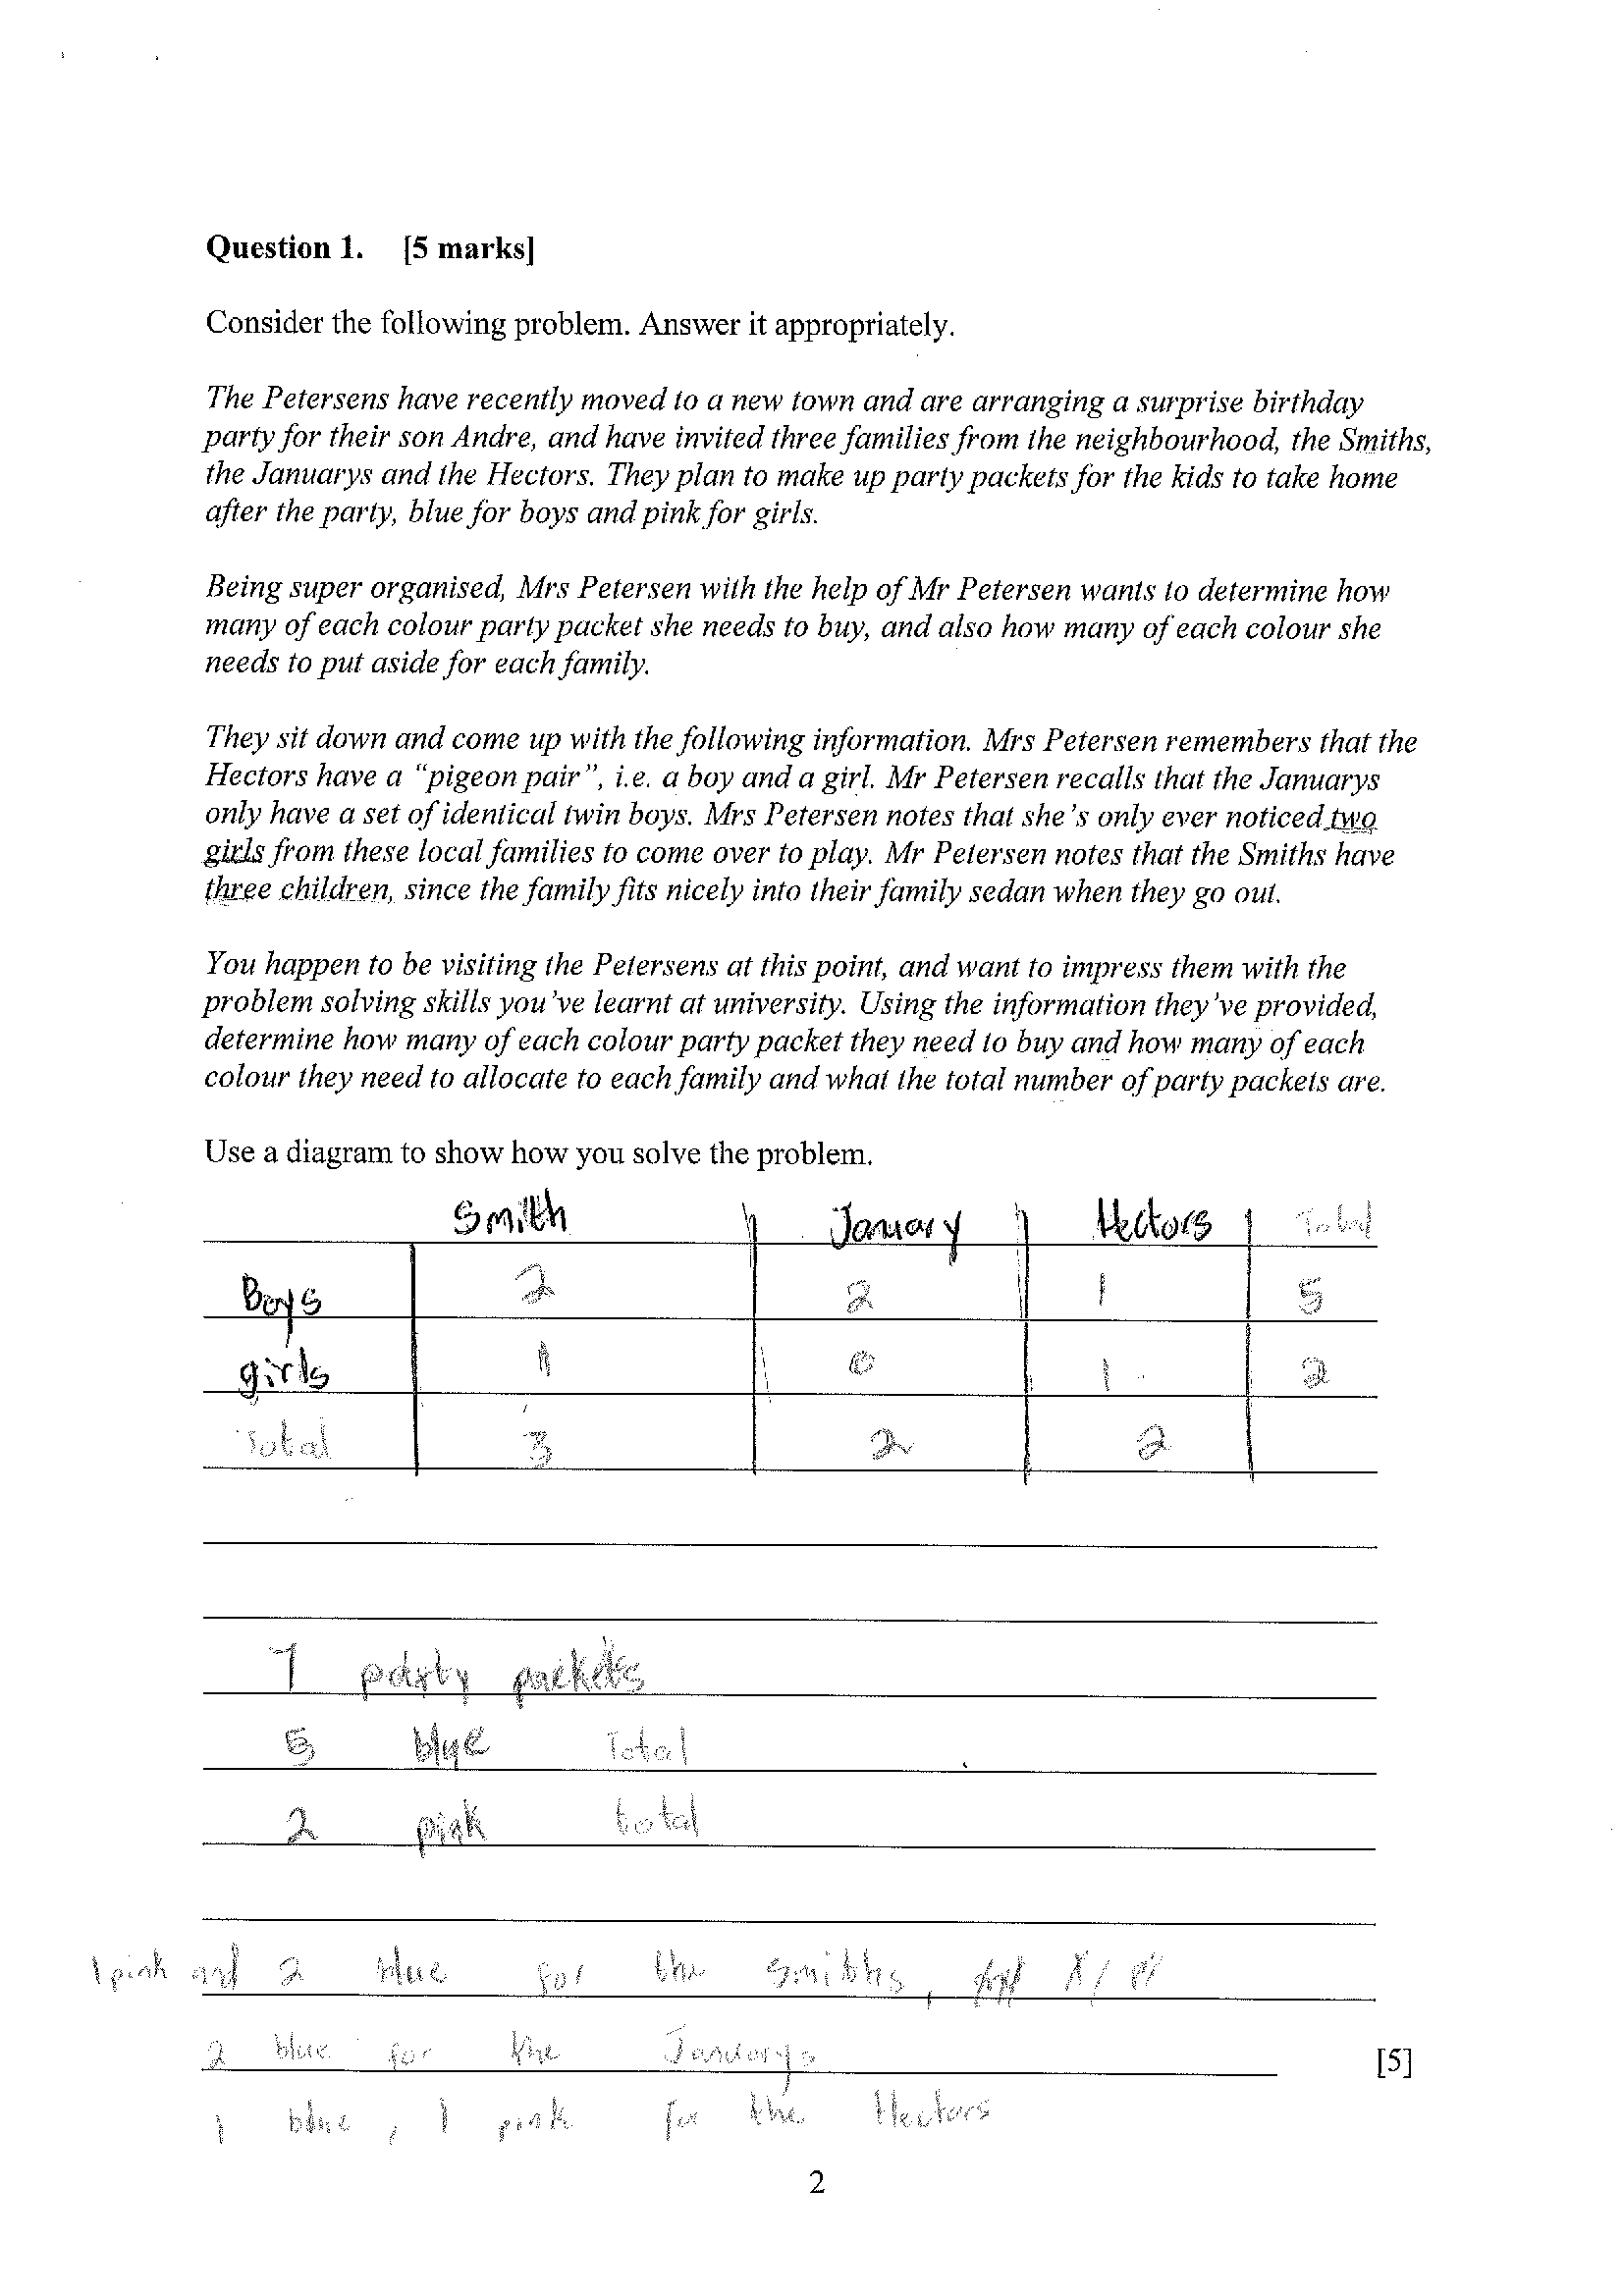 Question 1. [5 marks]
Consider the following problem. Answer it appropriately.
The Petersens have recently moved to a new town and are arranging a surprise birthday
party for their son Andre, and have invited three families from the neighbourhood, the Smiths,
the Januarys and the Hectors. They plan to make up party packets for the kids to take home
after the party, blue for boys and pink for girls.
Being super organised, Mrs Petersen with the help of Mr Petersen wants to determine how
many of each colour party packet she needs to buy, and also how many of each colour she
needs to put aside for each family.
They sit down and come up with the following information. Mrs Petersen remembers that the
Hectors have a “pigeon pair”, i.e. a boy and a girl. Mr Petersen recalls that the Januarys
only have a set of identical twin boys. Mrs Petersen notes that she’s only ever noticed two
girls from these local families to come over to play. Mr Petersen notes that the Smiths have
three children, since the family fits nicely into their family sedan when they go out.
You happen to be visiting the Petersens at this point, and want to impress them with the
problem solving skills you’ve learnt at university. Using the information they’ve provided,
determine how many of each colour party packet they need to buy and how many of each
colour they need to allocate to each family and what the total number of party packets are.
Use a diagram to show how you solve the problem.
Smith January Hectors Total
Boys 2 2 1 5
girls 1 0 1 2
Total 3 2 2
7 party packets
5 blue Total
2 pink total
1 pink and 2 blue for the smiths,
2 blue for the Januarys
[5]
1 blue, 1 pink for the Hectors
2